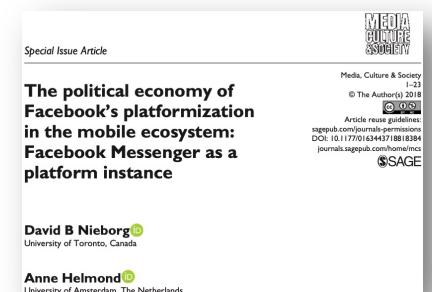 MEDIA
CULTURE
&SOCIETY
Special Issue Article
Media, Culture & Society
1–23
© The Author(s) 2018
Article reuse guidelines:
sagepub.com/journals-permissions
DOI: 10.1177/0163443718818384
journals.sagepub.com/home/mcs
SAGE
The political economy of
Facebook's platformization
in the mobile ecosystem:
Facebook Messenger as a
platform instance
David B Nieborg iD
University of Toronto, Canada
Anne Helmond iD
University of Amsterdam, The Netherlands